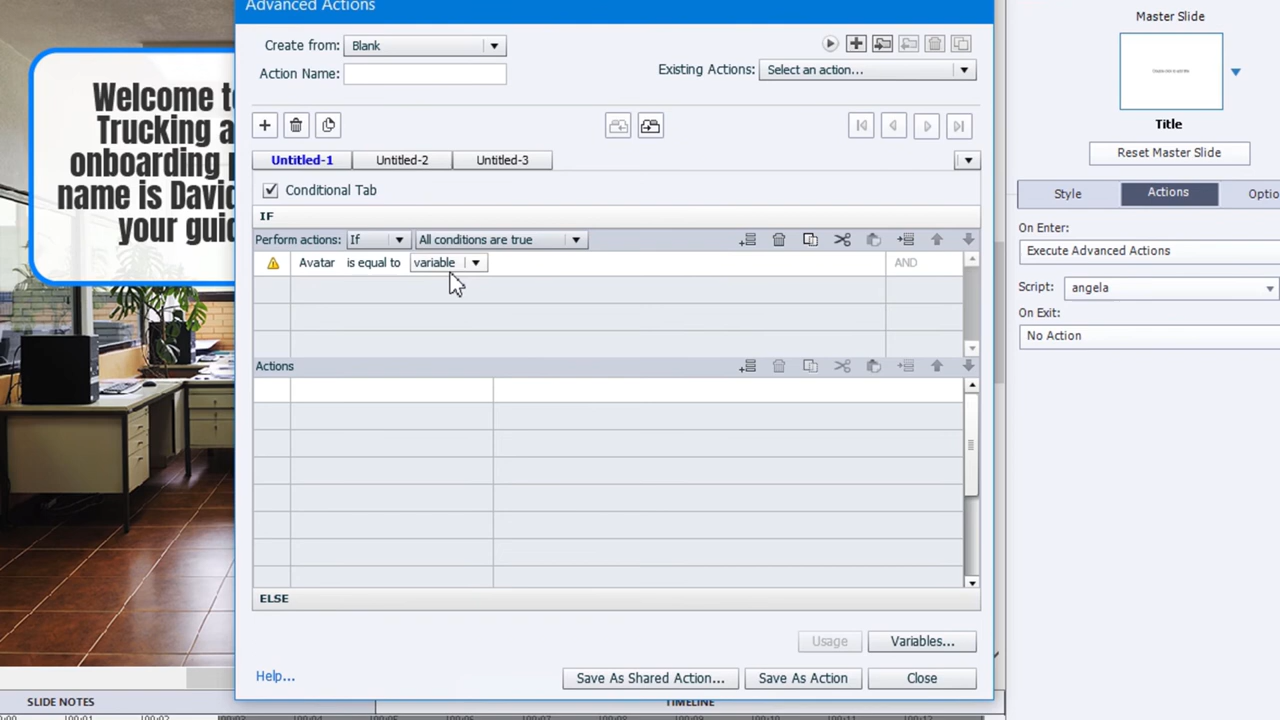 Advanced Actions
Create from: Blank
Action Name:
Existing Actions: Select an action...
Untitled-1 Untitled-2 Untitled-3
Conditional Tab
IF
Perform actions: If All conditions are true
Avatar is equal to variable AND
Actions
ELSE
Usage Variables...
Help... Save As Shared Action... Save As Action Close
Welcome
Trucking
onboarding
name is David
your
Master Slide
Title
Reset Master Slide
Style Actions
On Enter:
Execute Advanced Actions
Script: angela
On Exit:
No Action
SLIDE NOTES TIMELINE